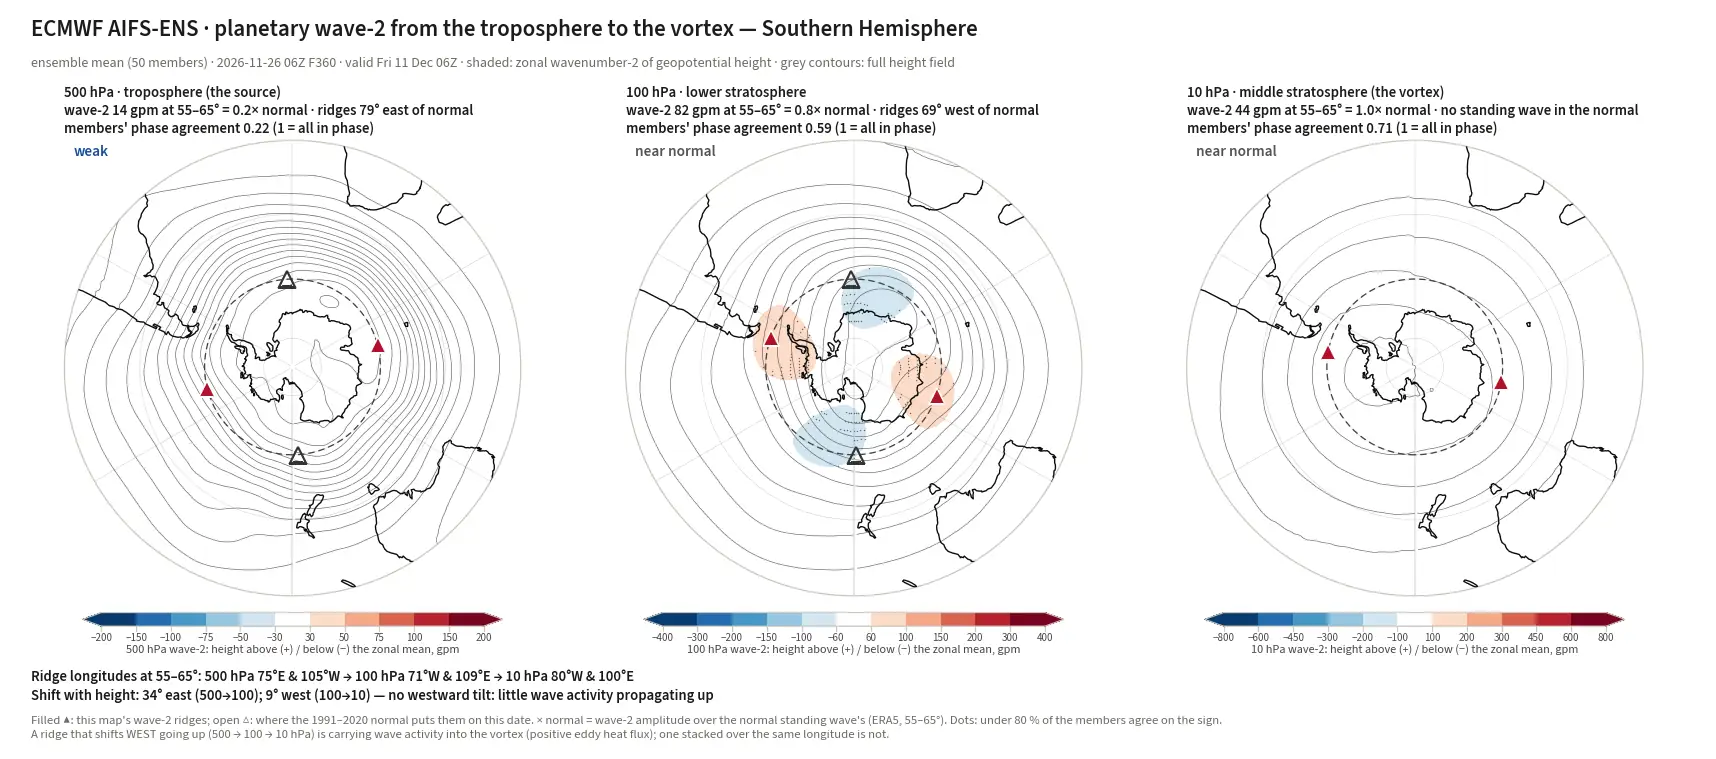 ECMWF AIFS-ENS · planetary wave-2 from the troposphere to the vortex — Southern Hemisphere
ensemble mean (50 members) · 2026-11-26 06Z F360 · valid Fri 11 Dec 06Z · shaded: zonal wavenumber-2 of geopotential height · grey contours: full height field
500 hPa · troposphere (the source)
wave-2 14 gpm at 55–65° = 0.2× normal · ridges 79° east of normal
members' phase agreement 0.22 (1 = all in phase)
weak
100 hPa · lower stratosphere
wave-2 82 gpm at 55–65° = 0.8× normal · ridges 69° west of normal
members' phase agreement 0.59 (1 = all in phase)
near normal
10 hPa · middle stratosphere (the vortex)
wave-2 44 gpm at 55–65° = 1.0× normal · no standing wave in the normal
members' phase agreement 0.71 (1 = all in phase)
near normal
−200 −150 −100 −75 −50 −30 30 50 75 100 150 200
500 hPa wave-2: height above (+) / below (−) the zonal mean, gpm
−400 −300 −200 −150 −100 −60 60 100 150 200 300 400
100 hPa wave-2: height above (+) / below (−) the zonal mean, gpm
−800 −600 −450 −300 −200 −100 100 200 300 450 600 800
10 hPa wave-2: height above (+) / below (−) the zonal mean, gpm
Ridge longitudes at 55–65°: 500 hPa 75°E & 105°W → 100 hPa 71°W & 109°E → 10 hPa 80°W & 100°E
Shift with height: 34° east (500→100); 9° west (100→10) — no westward tilt: little wave activity propagating up
Filled ▲: this map's wave-2 ridges; open △: where the 1991–2020 normal puts them on this date. × normal = wave-2 amplitude over the normal standing wave's (ERA5, 55–65°). Dots: under 80 % of the members agree on the sign.
A ridge that shifts WEST going up (500 → 100 → 10 hPa) is carrying wave activity into the vortex (positive eddy heat flux); one stacked over the same longitude is not.